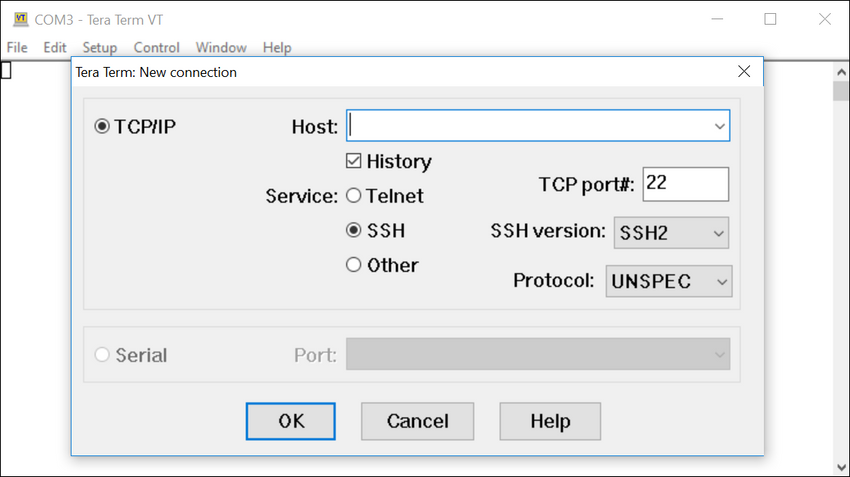 VT COM3 - Tera Term VT
File Edit Setup Control Window Help
Tera Term: New connection
TCP/IP Host:
History
TCP port#: 22
Service: Telnet
SSH SSH version: SSH2
Other
Protocol: UNSPEC
Serial Port:
OK Cancel Help